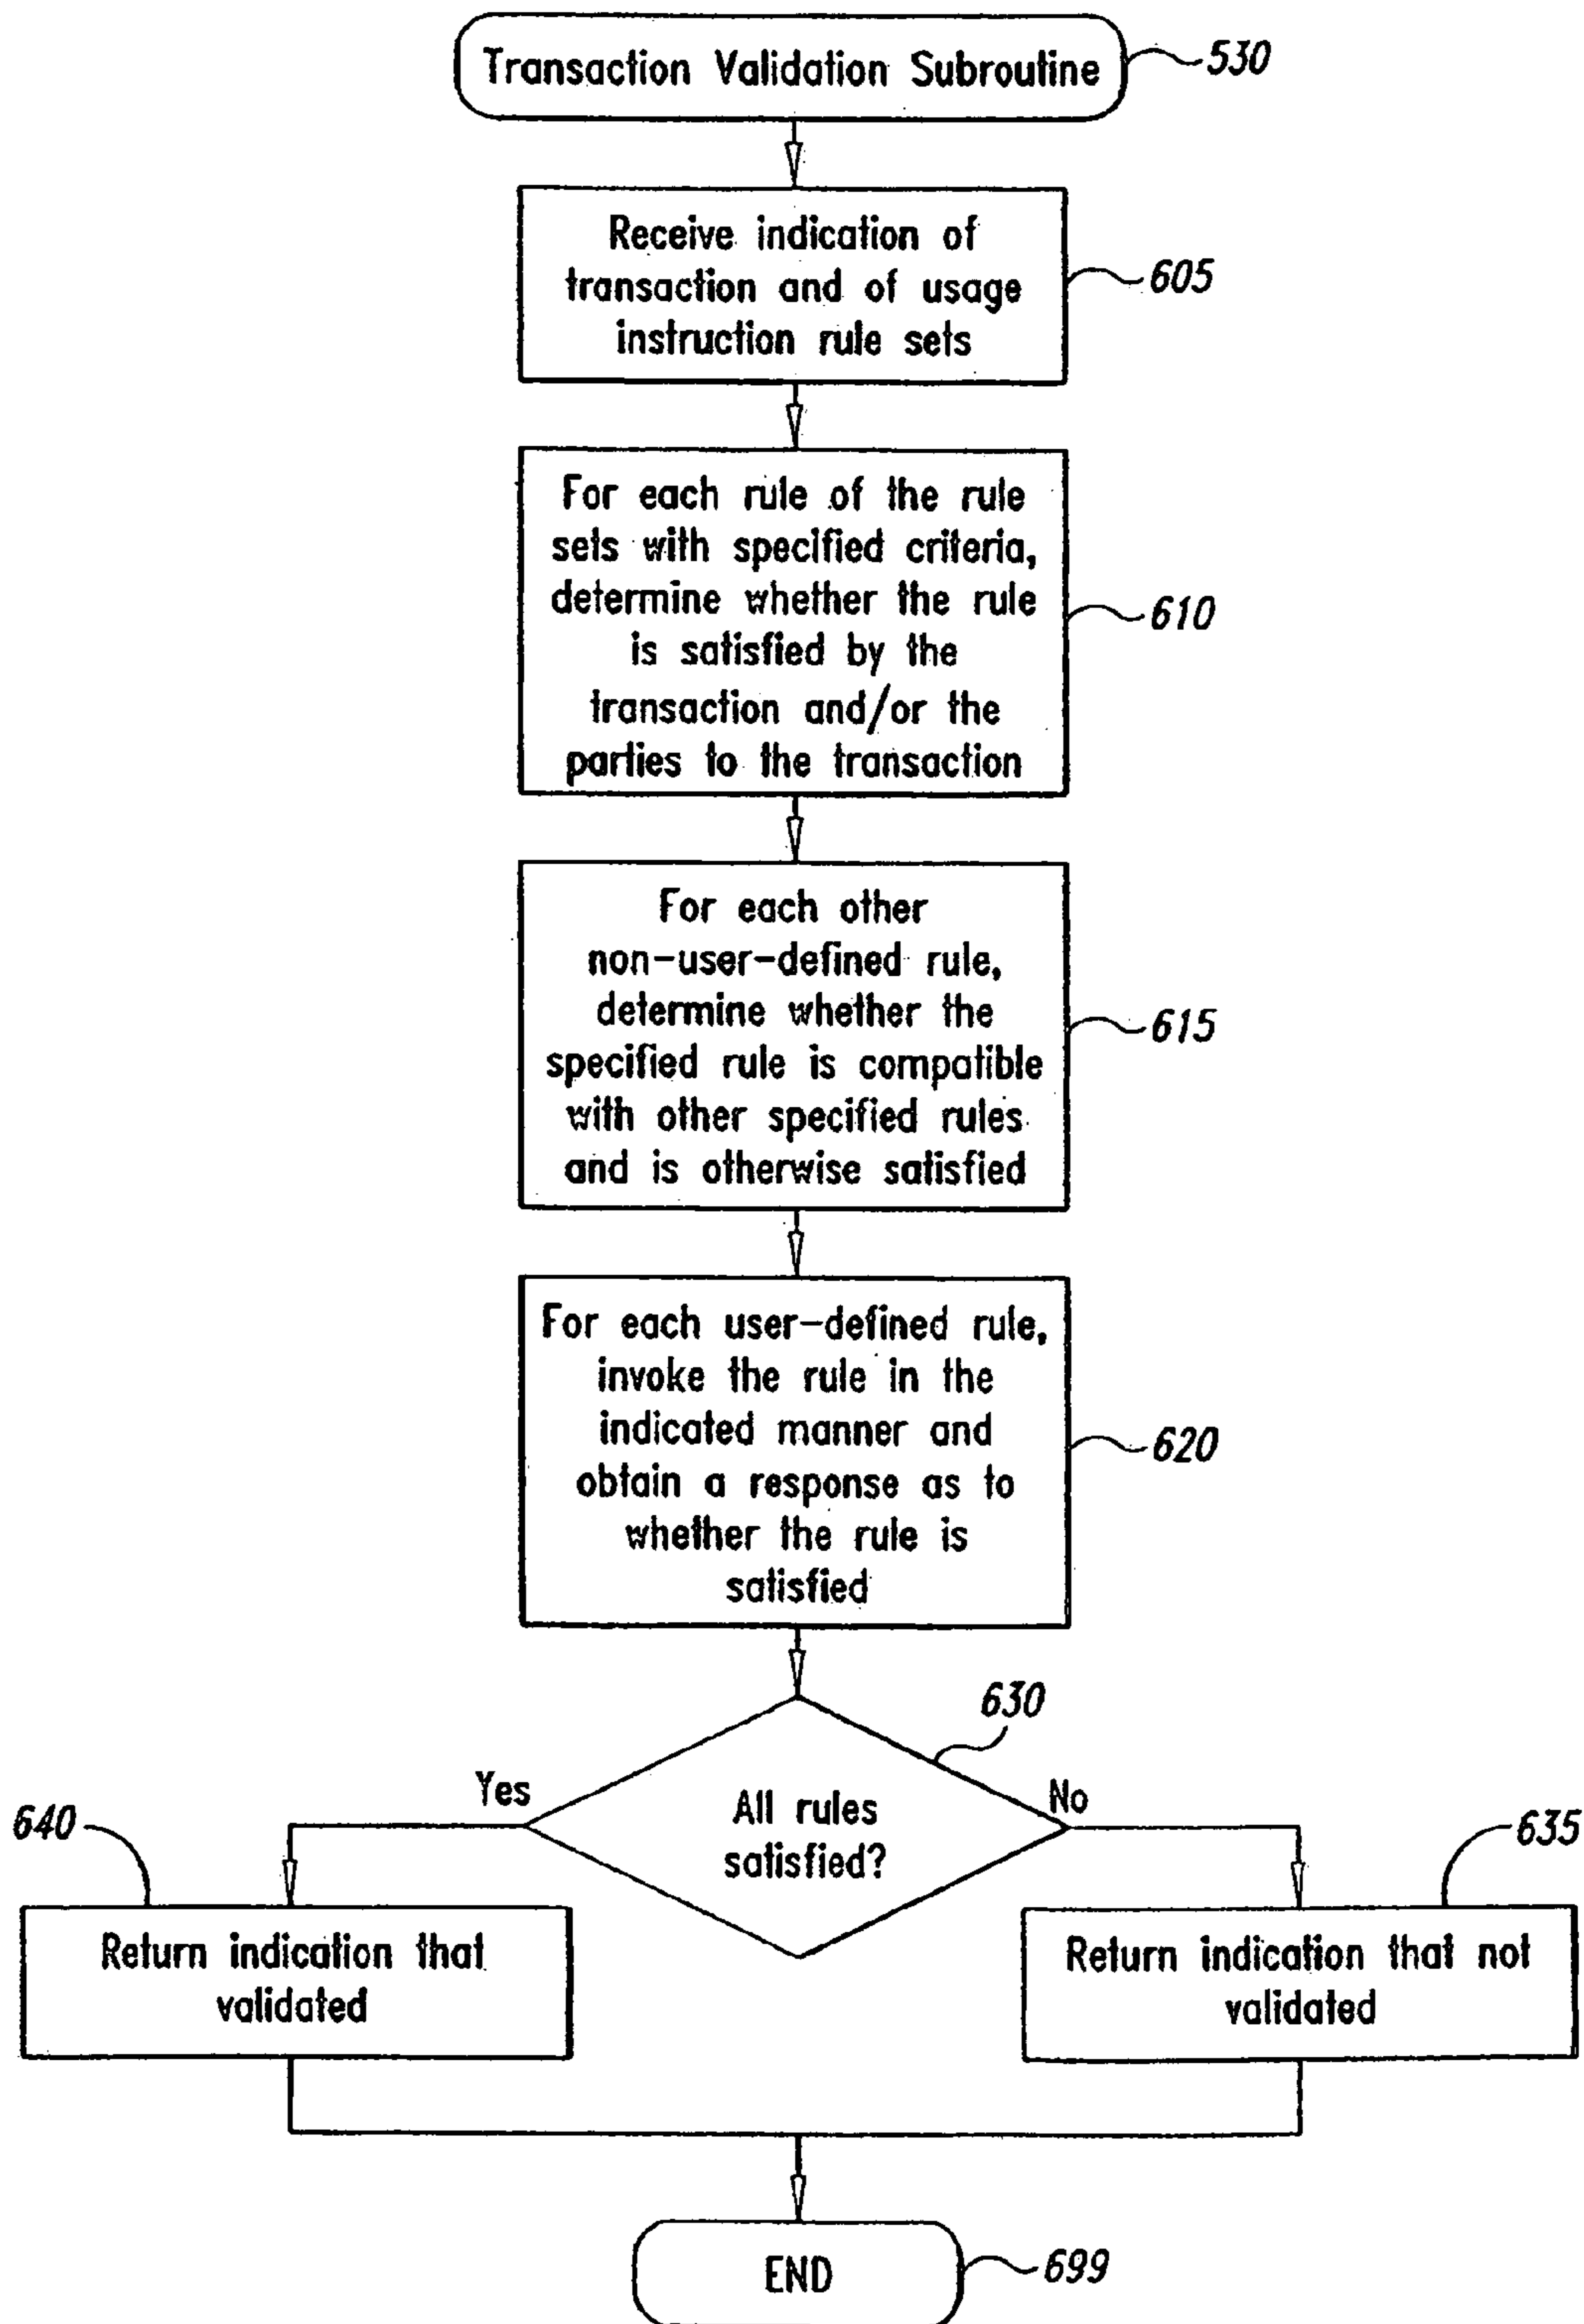 Transaction Validation Subroutine
530
Receive indication of
transaction and of usage
instruction rule sets
605
For each rule of the rule
sets with specified criteria,
determine whether the rule
is satisfied by the
transaction and/or the
parties to the transaction
610
For each other
non-user-defined rule,
determine whether the
specified rule is compatible
with other specified rules
and is otherwise satisfied
615
For each user-defined rule,
invoke the rule in the
indicated manner and
obtain a response as to
whether the rule is
satisfied
620
630
All rules
satisfied?
Yes
No
640
635
Return indication that
validated
Return indication that not
validated
END
699